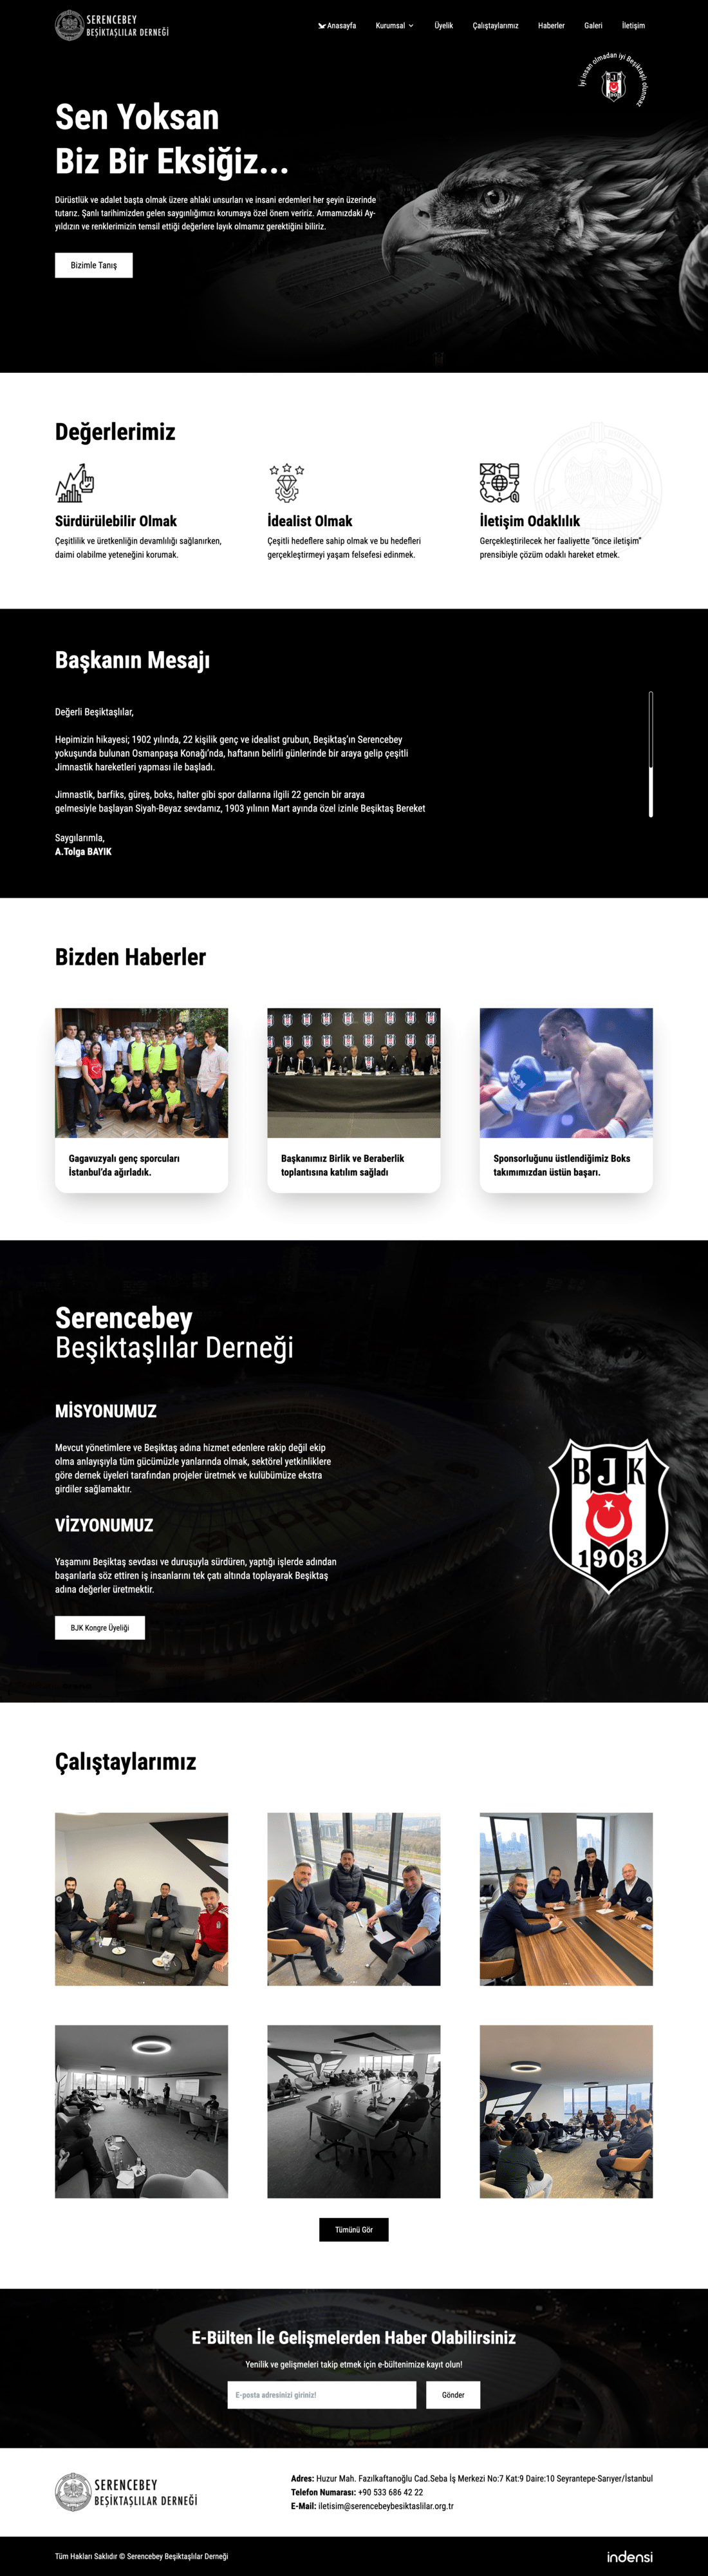 SERENCEBEY
BEŞİKTAŞLILAR DERNEĞİ
Anasayfa
Kurumsal
Üyelik
Çalıştaylarımız
Haberler
Galeri
İletişim
İyi insan olmadan iyi Beşiktaşlı olunmaz
BJK
1903
Sen Yoksan
Biz Bir Eksiğiz...
Dürüstlük ve adalet başta olmak üzere ahlaki unsurları ve insani erdemleri her şeyin üzerinde
tutarız. Şanlı tarihimizden gelen saygınlığımızı korumaya özel önem veririz. Armamızdaki Ay-
yıldızın ve renklerimizin temsil ettiği değerlere layık olmamız gerektiğini biliriz.
Bizimle Tanış
Değerlerimiz
Sürdürülebilir Olmak
Çeşitlilik ve üretkenliğin devamlılığı sağlanırken,
daimi olabilme yeteneğini korumak.
İdealist Olmak
Çeşitli hedeflere sahip olmak ve bu hedefleri
gerçekleştirmeyi yaşam felsefesi edinmek.
İletişim Odaklılık
Gerçekleştirilecek her faaliyette “önce iletişim”
prensibiyle çözüm odaklı hareket etmek.
Başkanın Mesajı
Değerli Beşiktaşlılar,
Hepimizin hikayesi; 1902 yılında, 22 kişilik genç ve idealist grubun, Beşiktaş’ın Serencebey
yokuşunda bulunan Osmanpaşa Konağı’nda, haftanın belirli günlerinde bir araya gelip çeşitli
Jimnastik hareketleri yapması ile başladı.
Jimnastik, barfiks, güreş, boks, halter gibi spor dallarına ilgili 22 gencin bir araya
gelmesiyle başlayan Siyah-Beyaz sevdamız, 1903 yılının Mart ayında özel izinle Beşiktaş Bereket
Saygılarımla,
A.Tolga BAYIK
Bizden Haberler
Gagavuzyalı genç sporcuları
İstanbul’da ağırladık.
Başkanımız Birlik ve Beraberlik
toplantısına katılım sağladı
Sponsorluğunu üstlendiğimiz Boks
takımımızdan üstün başarı.
Serencebey
Beşiktaşlılar Derneği
MİSYONUMUZ
Mevcut yönetimlere ve Beşiktaş adına hizmet edenlere rakip değil ekip
olma anlayışıyla tüm gücümüzle yanlarında olmak, sektörel yetkinliklere
göre dernek üyeleri tarafından projeler üretmek ve kulübümüze ekstra
girdiler sağlamaktır.
VİZYONUMUZ
Yaşamını Beşiktaş sevdası ve duruşuyla sürdüren, yaptığı işlerde adından
başarılarla söz ettiren iş insanlarını tek çatı altında toplayarak Beşiktaş
adına değerler üretmektir.
BJK Kongre Üyeliği
BJK
1903
Çalıştaylarımız
Tümünü Gör
E-Bülten İle Gelişmelerden Haber Olabilirsiniz
Yenilik ve gelişmeleri takip etmek için e-bültenimize kayıt olun!
E-posta adresinizi giriniz!
Gönder
SERENCEBEY
BEŞİKTAŞLILAR DERNEĞİ
Adres: Huzur Mah. Fazılkaftanoğlu Cad.Seba İş Merkezi No:7 Kat:9 Daire:10 Seyrantepe-Sarıyer/İstanbul
Telefon Numarası: +90 533 686 42 22
E-Mail: iletisim@serencebeybesiktaslilar.org.tr
Tüm Hakları Saklıdır © Serencebey Beşiktaşlılar Derneği
indensi